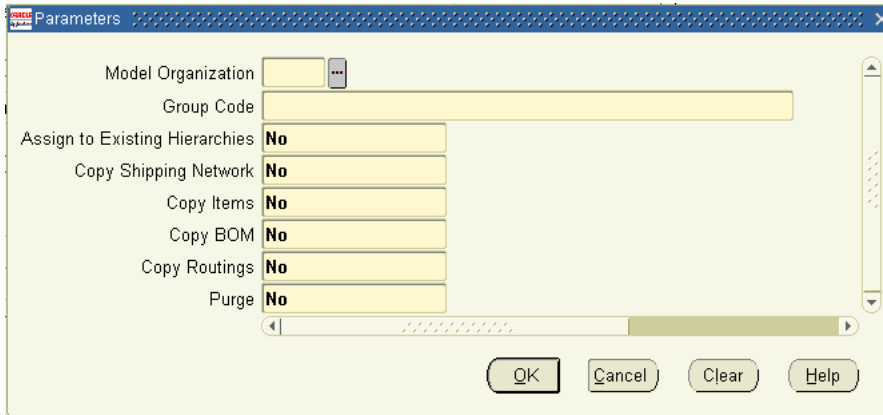 ORACLE
Parameters
Model Organization
Group Code
Assign to Existing Hierarchies No
Copy Shipping Network No
Copy Items No
Copy BOM No
Copy Routings No
Purge No
OK Cancel Clear Help